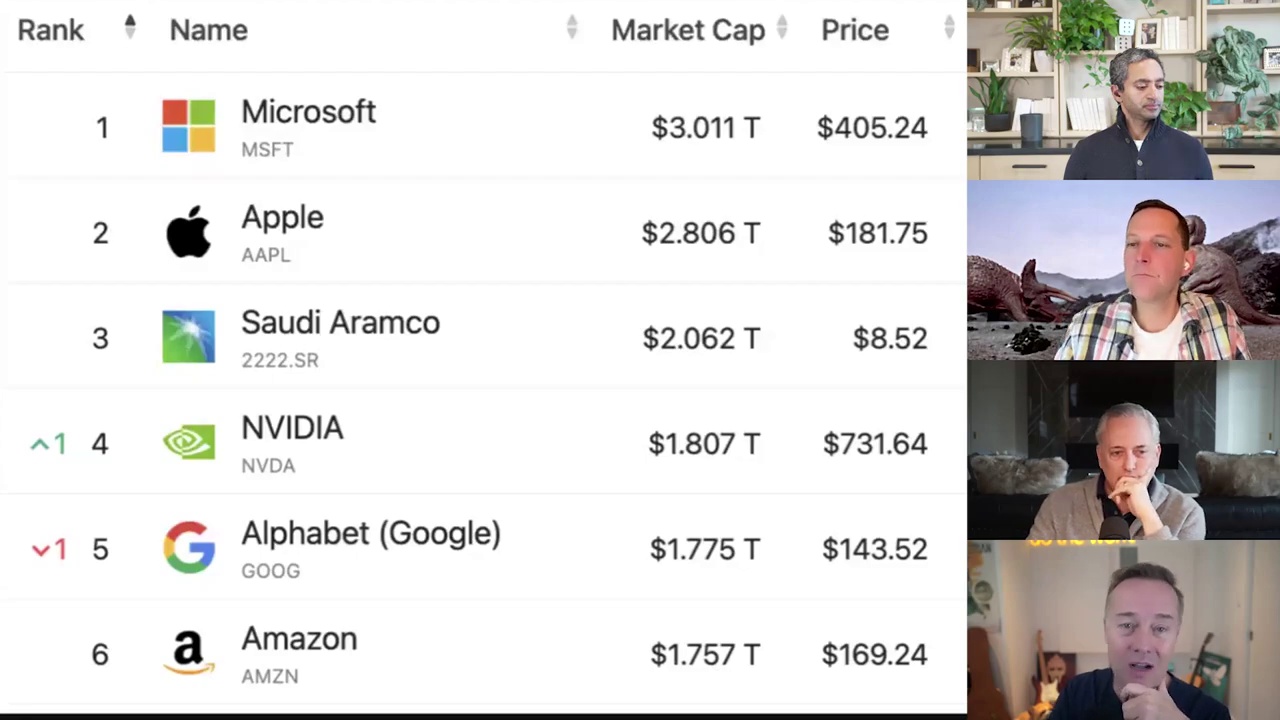 Rank Name Market Cap Price
1 Microsoft $3.011 T $405.24
MSFT
2 Apple $2.806 T $181.75
AAPL
3 Saudi Aramco $2.062 T $8.52
2222.SR
1 4 NVIDIA $1.807 T $731.64
NVDA
1 5 Alphabet (Google) $1.775 T $143.52
GOOG
6 Amazon $1.757 T $169.24
AMZN